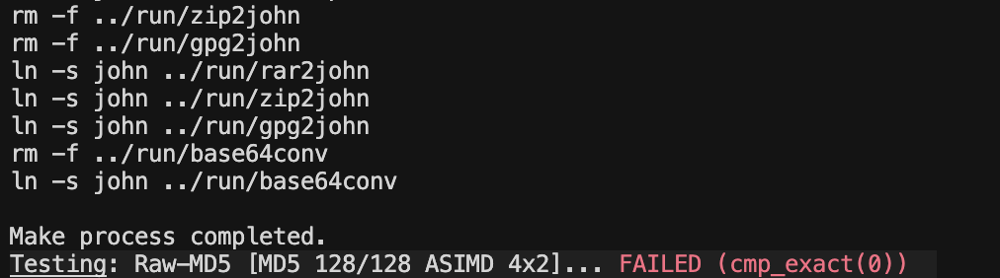 rm -f ../run/zip2john
rm -f ../run/gpg2john
ln -s john ../run/rar2john
ln -s john ../run/zip2john
ln -s john ../run/gpg2john
rm -f ../run/base64conv
ln -s john ../run/base64conv
Make process completed.
Testing: Raw-MD5 [MD5 128/128 ASIMD 4x2]... FAILED (cmp_exact(0))